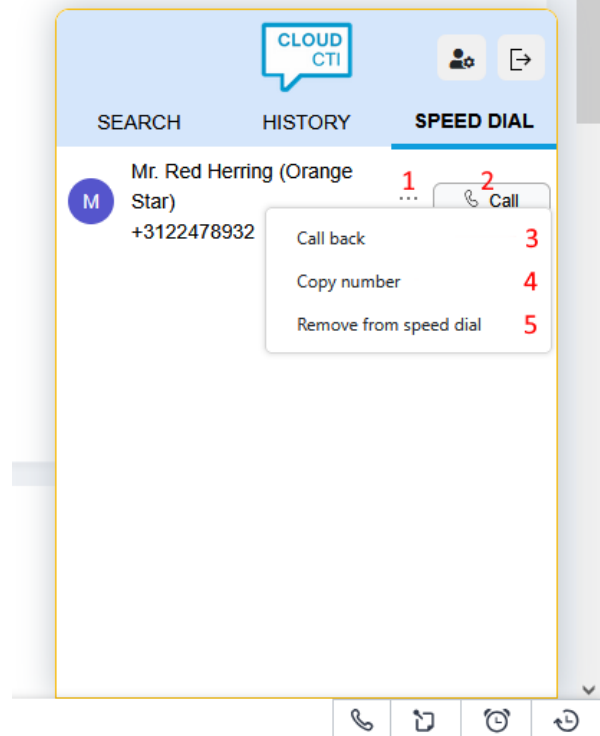 CLOUD
CTI
SEARCH HISTORY SPEED DIAL
Mr. Red Herring (Orange
Star)
+3122478932
M
1
...
2
Call
Call back 3
Copy number 4
Remove from speed dial 5